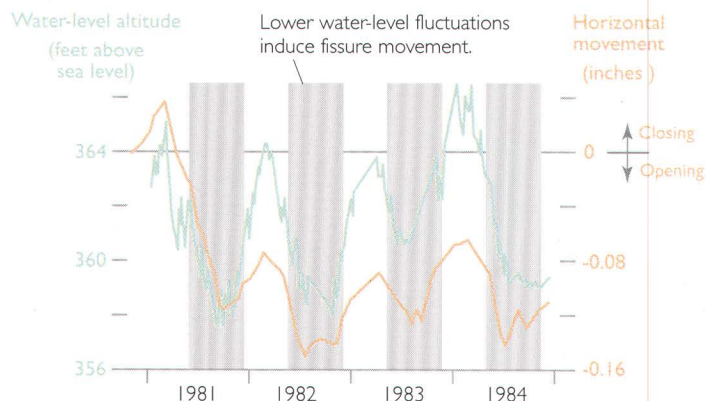 Water-level altitude
(feet above
sea level)
Lower water-level fluctuations
induce fissure movement.
Horizontal
movement
(inches )
364
360
356
0
-0.08
-0.16
Closing
Opening
1981
1982
1983
1984